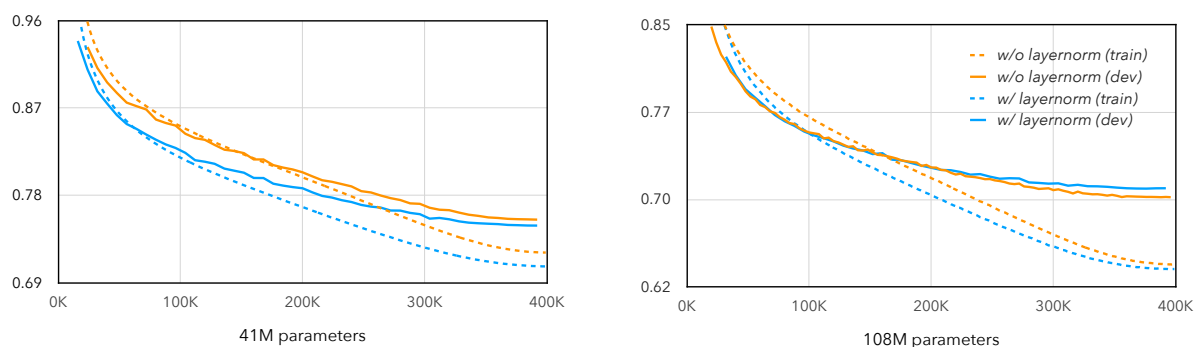 0.96
0.87
0.78
0.69
0K
100K
200K
300K
400K
41M parameters
0.85
0.77
0.70
0.62
w/o layernorm (train)
w/o layernorm (dev)
w/ layernorm (train)
w/ layernorm (dev)
0K
100K
200K
300K
400K
108M parameters